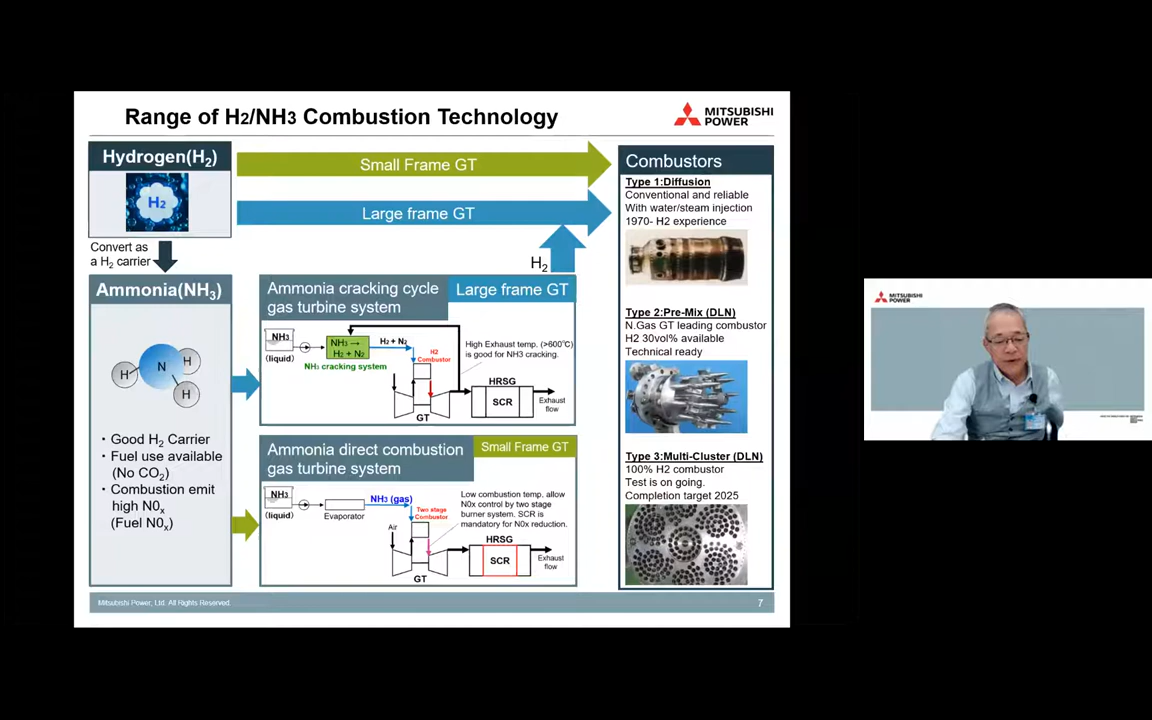 Range of H2/NH3 Combustion Technology
MITSUBISHI
POWER
Hydrogen(H2)
H2
Small Frame GT
Large frame GT
Convert as
a H2 carrier
H2
Ammonia(NH3)
N
H
H
H
・Good H2 Carrier
・Fuel use available
(No CO2)
・Combustion emit
high N0x
(Fuel N0x)
Ammonia cracking cycle
gas turbine system
Large frame GT
NH3
(liquid)
NH3 →
H2 + N2
NH3 cracking system
H2 + N2
H2
Combustor
High Exhaust temp. (>600℃)
is good for NH3 cracking.
HRSG
SCR
Exhaust
flow
GT
Ammonia direct combustion
gas turbine system
Small Frame GT
NH3
(liquid)
Evaporator
NH3 (gas)
Two stage
Combustor
Air
Low combustion temp. allow
N0x control by two stage
burner system. SCR is
mandatory for N0x reduction.
HRSG
SCR
Exhaust
flow
GT
Combustors
Type 1:Diffusion
Conventional and reliable
With water/steam injection
1970- H2 experience
Type 2:Pre-Mix (DLN)
N.Gas GT leading combustor
H2 30vol% available
Technical ready
Type 3:Multi-Cluster (DLN)
100% H2 combustor
Test is on going.
Completion target 2025
Mitsubishi Power, Ltd. All Rights Reserved.
7
MITSUBISHI
POWER